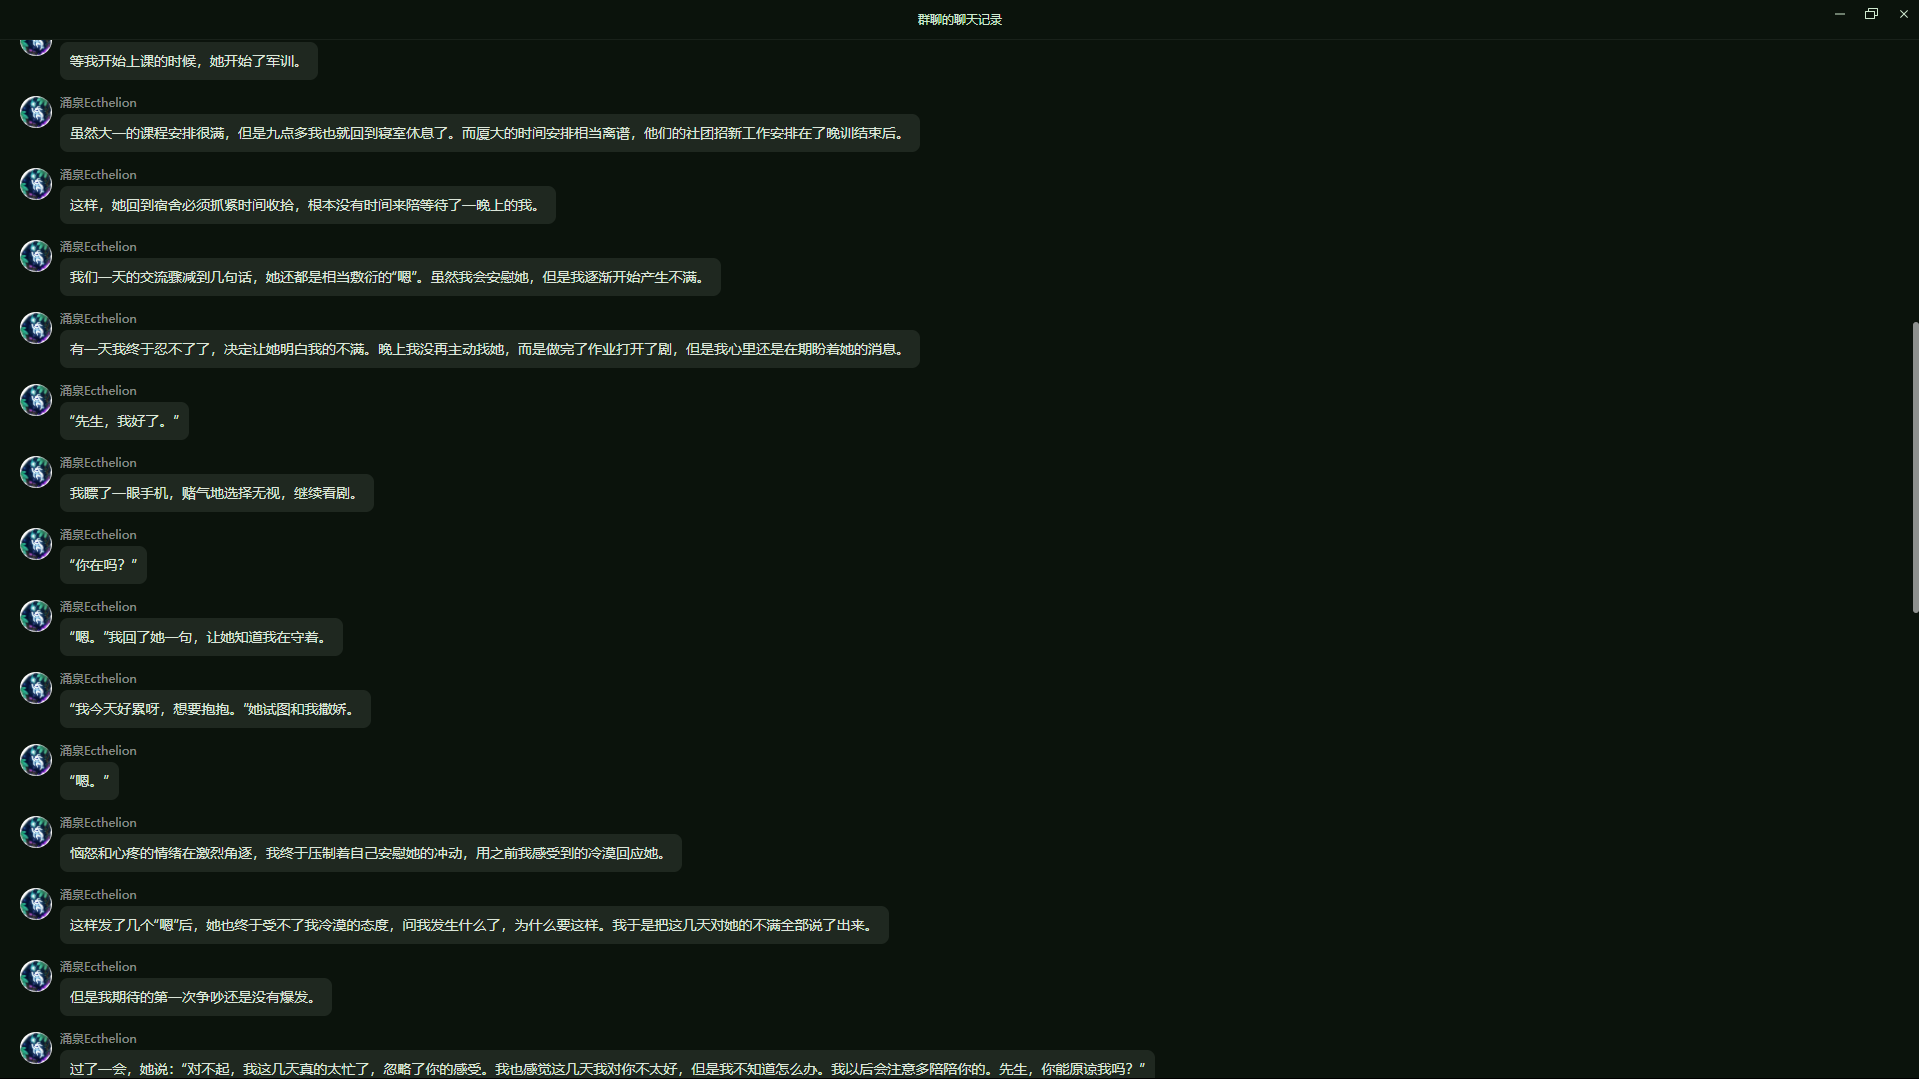 群聊的聊天记录
等我开始上课的时候，她开始了军训。
涌泉Ecthelion
虽然大一的课程安排很满，但是九点多我也就回到寝室休息了。而厦大的时间安排相当离谱，他们的社团招新工作安排在了晚训结束后。
涌泉Ecthelion
这样，她回到宿舍必须抓紧时间收拾，根本没有时间来陪等待了一晚上的我。
涌泉Ecthelion
我们一天的交流骤减到几句话，她还都是相当敷衍的“嗯”。虽然我会安慰她，但是我逐渐开始产生不满。
涌泉Ecthelion
有一天我终于忍不了了，决定让她明白我的不满。晚上我没再主动找她，而是做完了作业打开了剧，但是我心里还是在期盼着她的消息。
涌泉Ecthelion
“先生，我好了。”
涌泉Ecthelion
我瞟了一眼手机，赌气地选择无视，继续看剧。
涌泉Ecthelion
“你在吗？“
涌泉Ecthelion
“嗯。”我回了她一句，让她知道我在守着。
涌泉Ecthelion
“我今天好累呀，想要抱抱。“她试图和我撒娇。
涌泉Ecthelion
“嗯。”
涌泉Ecthelion
恼怒和心疼的情绪在激烈角逐，我终于压制着自己安慰她的冲动，用之前我感受到的冷漠回应她。
涌泉Ecthelion
这样发了几个“嗯”后，她也终于受不了我冷漠的态度，问我发生什么了，为什么要这样。我于是把这几天对她的不满全部说了出来。
涌泉Ecthelion
但是我期待的第一次争吵还是没有爆发。
涌泉Ecthelion
过了一会，她说：“对不起，我这几天真的太忙了，忽略了你的感受。我也感觉这几天我对你不太好，但是我不知道怎么办。我以后会注意多陪陪你的。先生，你能原谅我吗？”